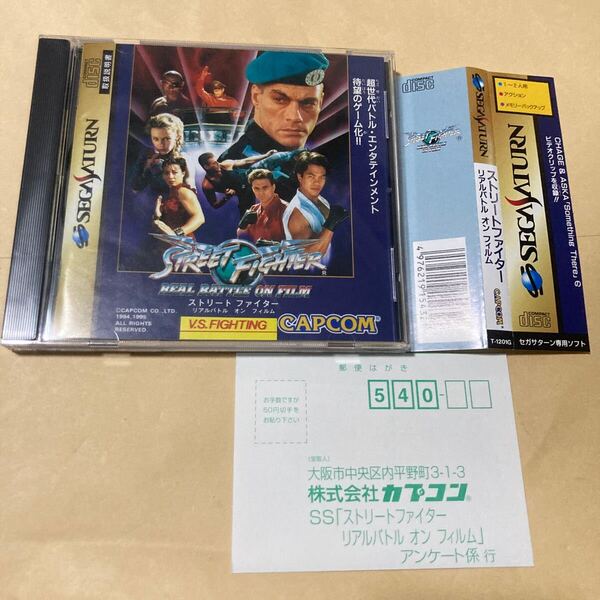 COMPACT
disc
取扱説明書
SEGA SATURN
超世代バトル・エンタテインメント
待望のゲーム化!!
STREET FIGHTER
REAL BATTLE ON FILM
ストリート ファイター
リアルバトル オン フィルム
©CAPCOM CO., LTD.
1994,1995
ALL RIGHTS
RESERVED.
V.S. FIGHTING
CAPCOM
STREET FIGHTER
COMPACT
disc
SEGA SATURN
ストリートファイター
リアルバトル オン フィルム
CAPCOM
T-1201G
1〜2人用
アクション
メモリーバックアップ
SEGA SATURN
COMPACT
disc
セガサターン専用ソフト
CHAGE & ASKA「Something There」の
ビデオクリップを収録!!
郵便はがき
540-
お手数ですが
50円切手を
お貼り下さい
(受取人)
大阪市中央区内平野町3-1-3
株式会社カプコン
SS「ストリートファイター
リアルバトル オン フィルム」
アンケート係 行